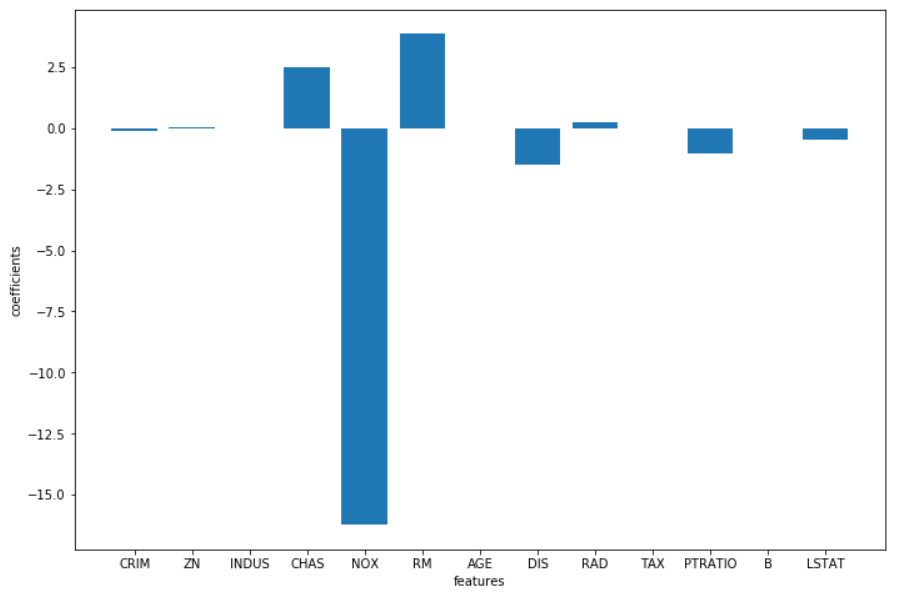 2.5
0.0
−2.5
−5.0
−7.5
−10.0
−12.5
−15.0
coefficients
CRIM ZN INDUS CHAS NOX RM AGE DIS RAD TAX PTRATIO B LSTAT
features